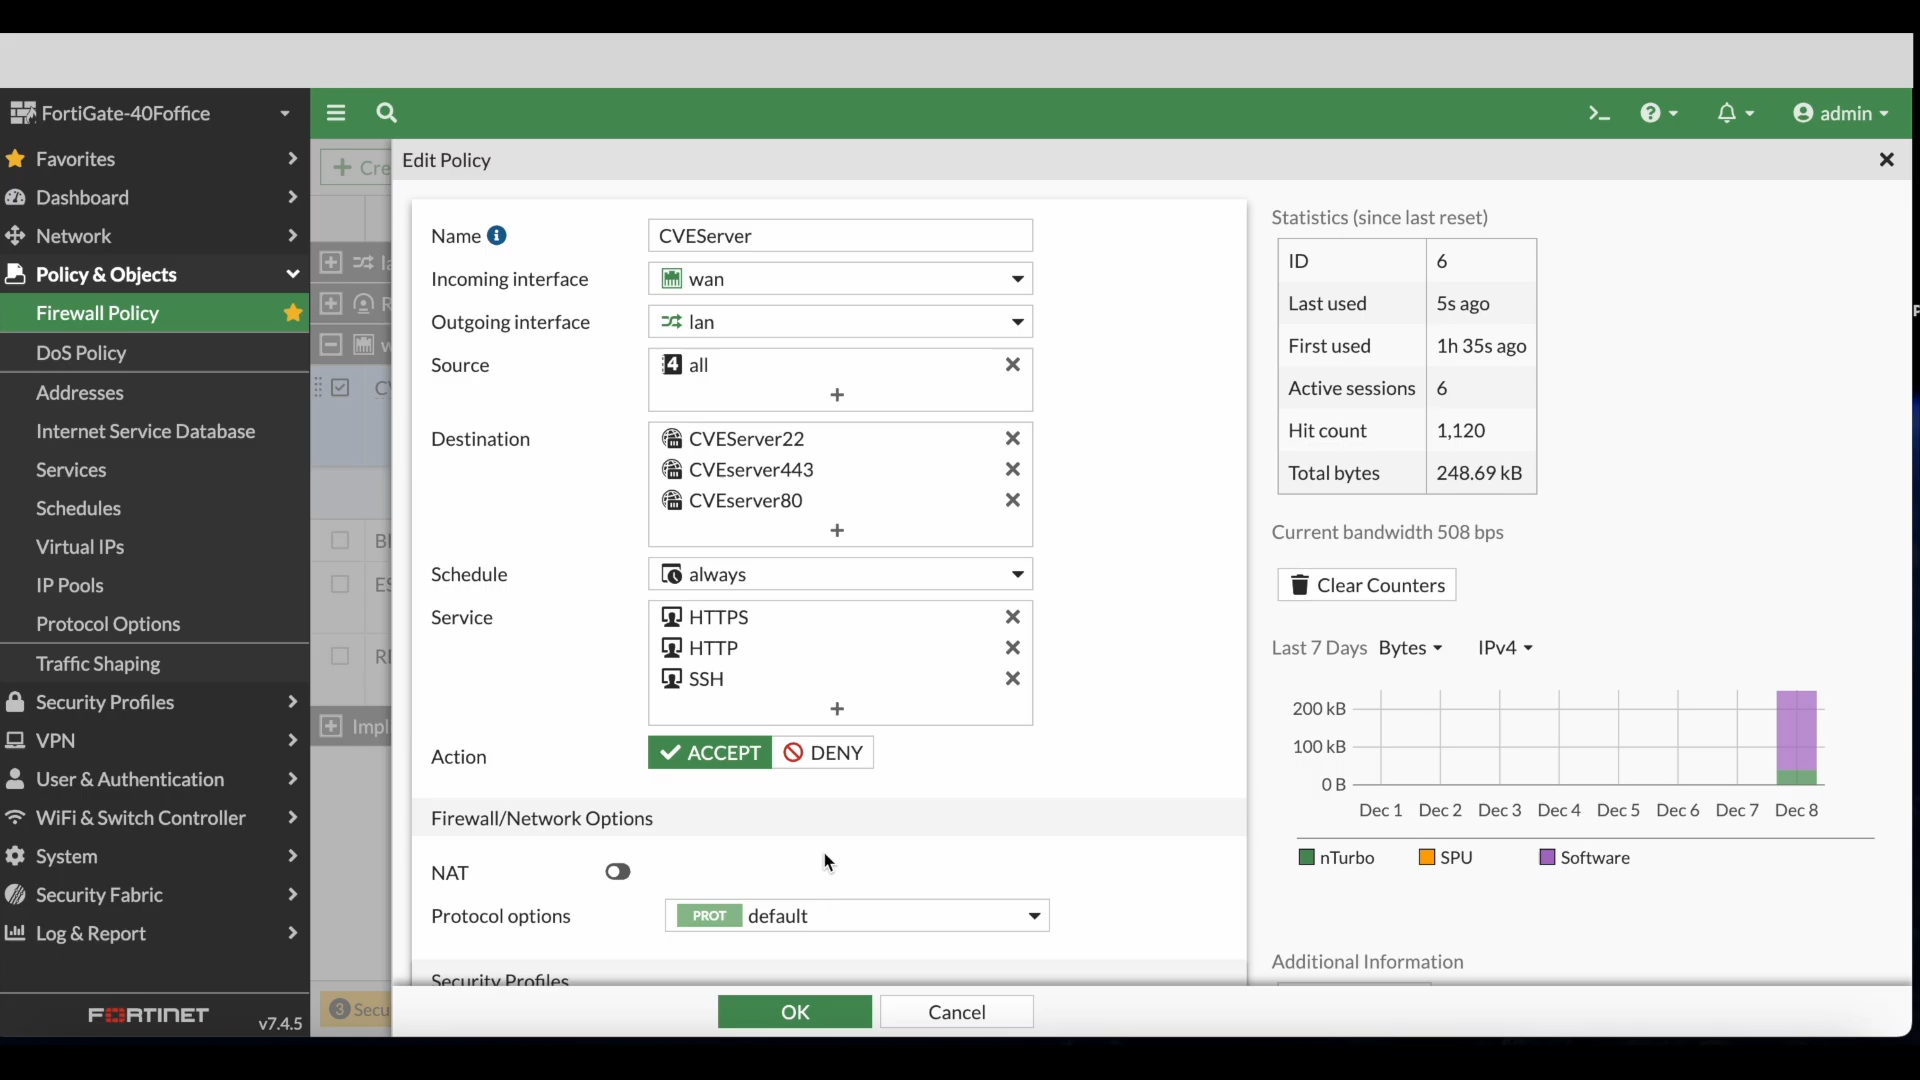 FortiGate-40Foffice
admin
Favorites
Dashboard
Network
Policy & Objects
Firewall Policy
DoS Policy
Addresses
Internet Service Database
Services
Schedules
Virtual IPs
IP Pools
Protocol Options
Traffic Shaping
Security Profiles
VPN
User & Authentication
WiFi & Switch Controller
System
Security Fabric
Log & Report
FORTINET
v7.4.5
Cre
Impl
3 Secu
Edit Policy
Name
CVEServer
Incoming interface
wan
Outgoing interface
lan
Source
4 all
Destination
CVEServer22
CVEserver443
CVEserver80
Schedule
always
Service
HTTPS
HTTP
SSH
Action
ACCEPT
DENY
Firewall/Network Options
NAT
Protocol options
PROT default
Security Profiles
OK
Cancel
Statistics (since last reset)
ID 6
Last used 5s ago
First used 1h 35s ago
Active sessions 6
Hit count 1,120
Total bytes 248.69 kB
Current bandwidth 508 bps
Clear Counters
Last 7 Days Bytes IPv4
200 kB
100 kB
0 B
Dec 1 Dec 2 Dec 3 Dec 4 Dec 5 Dec 6 Dec 7 Dec 8
nTurbo SPU Software
Additional Information